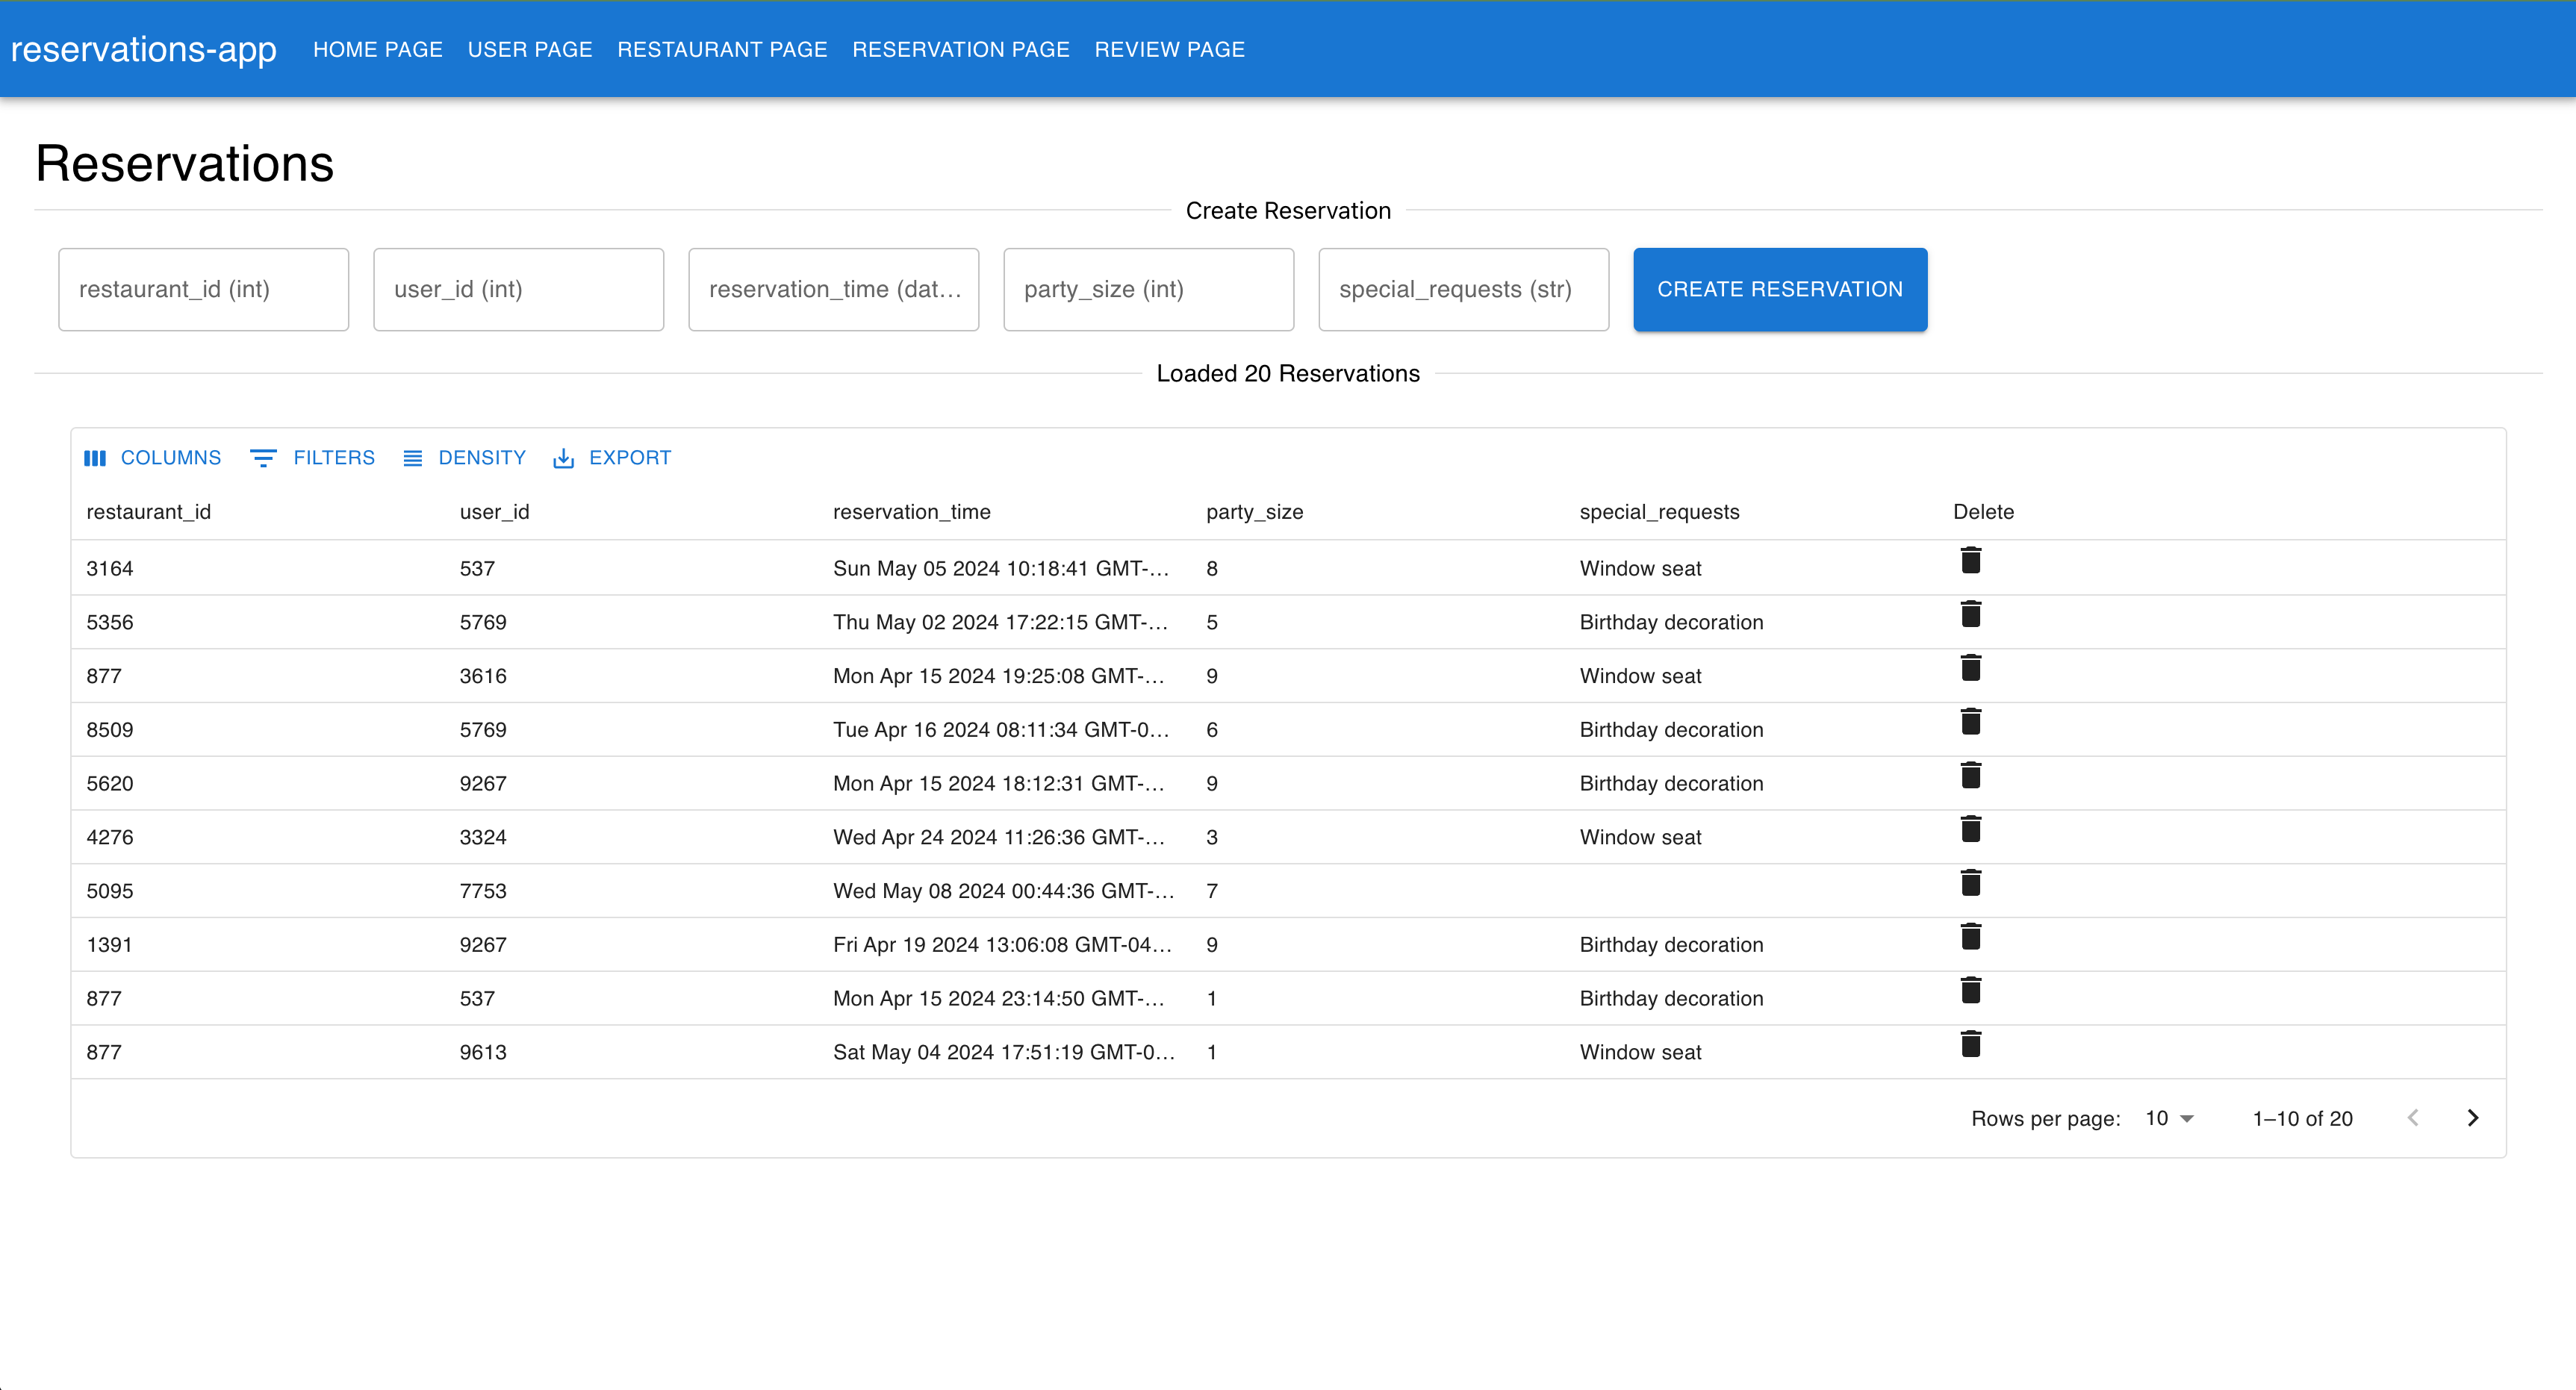 reservations-app HOME PAGE USER PAGE RESTAURANT PAGE RESERVATION PAGE REVIEW PAGE
Reservations
Create Reservation
restaurant_id (int) user_id (int) reservation_time (dat... party_size (int) special_requests (str) CREATE RESERVATION
Loaded 20 Reservations
COLUMNS FILTERS DENSITY EXPORT
restaurant_id user_id reservation_time party_size special_requests Delete
3164 537 Sun May 05 2024 10:18:41 GMT-... 8 Window seat
5356 5769 Thu May 02 2024 17:22:15 GMT-... 5 Birthday decoration
877 3616 Mon Apr 15 2024 19:25:08 GMT-... 9 Window seat
8509 5769 Tue Apr 16 2024 08:11:34 GMT-0... 6 Birthday decoration
5620 9267 Mon Apr 15 2024 18:12:31 GMT-... 9 Birthday decoration
4276 3324 Wed Apr 24 2024 11:26:36 GMT-... 3 Window seat
5095 7753 Wed May 08 2024 00:44:36 GMT-... 7
1391 9267 Fri Apr 19 2024 13:06:08 GMT-04... 9 Birthday decoration
877 537 Mon Apr 15 2024 23:14:50 GMT-... 1 Birthday decoration
877 9613 Sat May 04 2024 17:51:19 GMT-0... 1 Window seat
Rows per page: 10 1–10 of 20